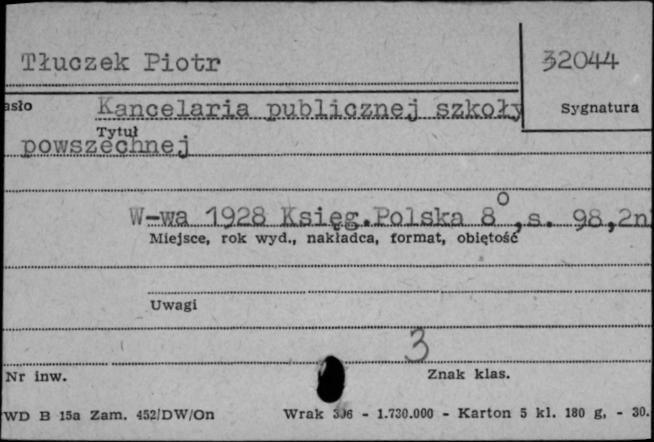 Tłuczek Piotr
32044
asło
Kancelaria publicznej szkoły
Sygnatura
Tytuł
powszechnej
W-wa 1928 Księg.Polska 8°,s. 98,2n
Miejsce, rok wyd., nakładca, format, objętość
Uwagi
3
Nr inw.
Znak klas.
WD B 15a Zam. 452/DW/On
Wrak - 1.730.000 - Karton 5 kl. 180 g, - 30.